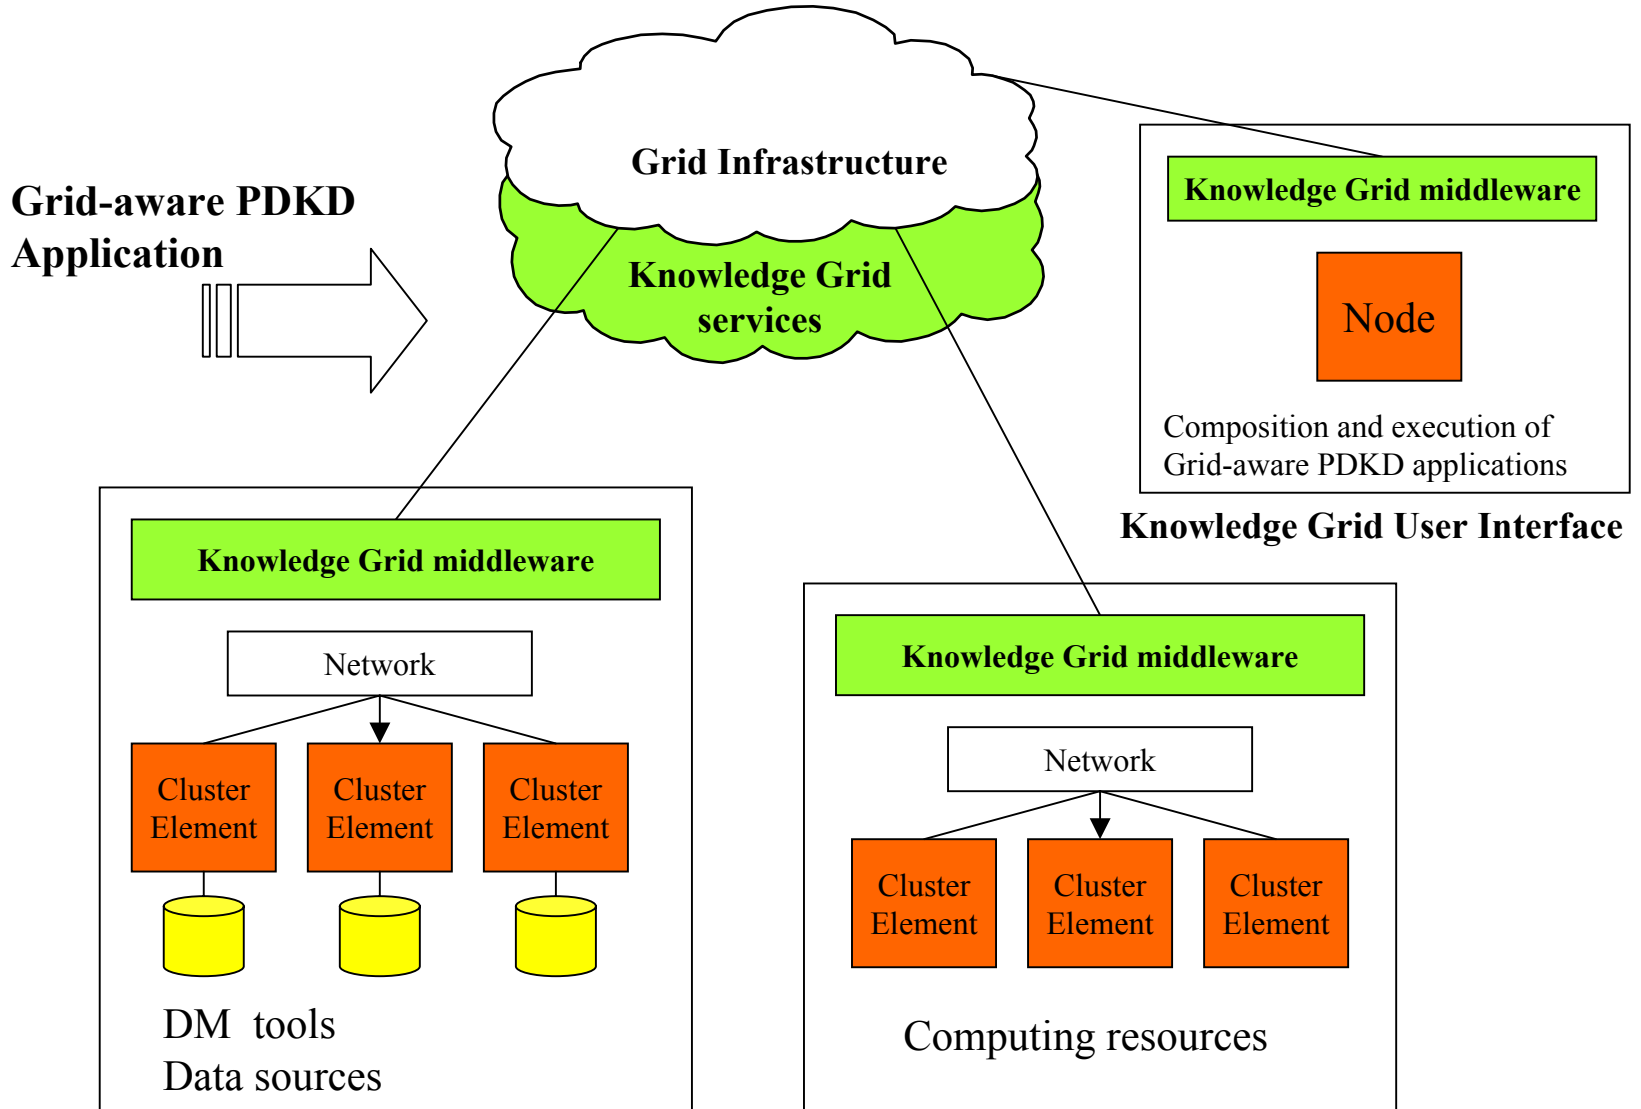 Grid Infrastructure
Knowledge Grid
services
Grid-aware PDKD
Application
Knowledge Grid middleware
Node
Composition and execution of
Grid-aware PDKD applications
Knowledge Grid User Interface
Knowledge Grid middleware
Network
Cluster
Element
Cluster
Element
Cluster
Element
DM tools
Data sources
Knowledge Grid middleware
Network
Cluster
Element
Cluster
Element
Cluster
Element
Computing resources